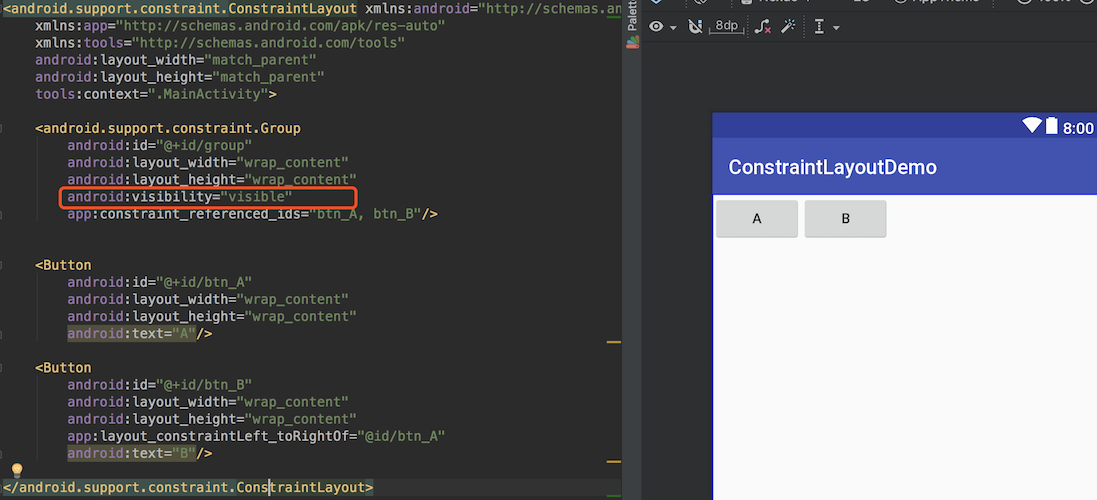 <android.support.constraint.ConstraintLayout xmlns:android="http://schemas.an
xmlns:app="http://schemas.android.com/apk/res-auto"
xmlns:tools="http://schemas.android.com/tools"
android:layout_width="match_parent"
android:layout_height="match_parent"
tools:context=".MainActivity">
<android.support.constraint.Group
android:id="@+id/group"
android:layout_width="wrap_content"
android:layout_height="wrap_content"
android:visibility="visible"
app:constraint_referenced_ids="btn_A, btn_B"/>
<Button
android:id="@+id/btn_A"
android:layout_width="wrap_content"
android:layout_height="wrap_content"
android:text="A"/>
<Button
android:id="@+id/btn_B"
android:layout_width="wrap_content"
android:layout_height="wrap_content"
app:layout_constraintLeft_toRightOf="@id/btn_A"
android:text="B"/>
</android.support.constraint.ConstraintLayout>
Palett
8dp
8:00
ConstraintLayoutDemo
A B